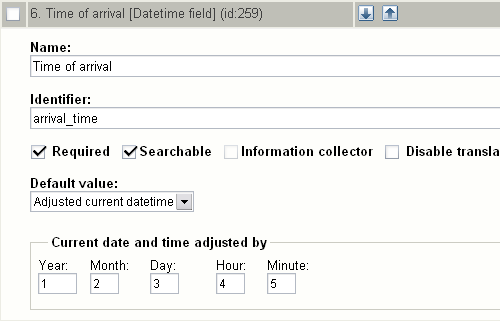 6. Time of arrival [Datetime field] (id:259)
Name:
Time of arrival
Identifier:
arrival_time
Required Searchable Information collector Disable transla
Default value:
Adjusted current datetime
Current date and time adjusted by
Year: Month: Day: Hour: Minute:
1 2 3 4 5